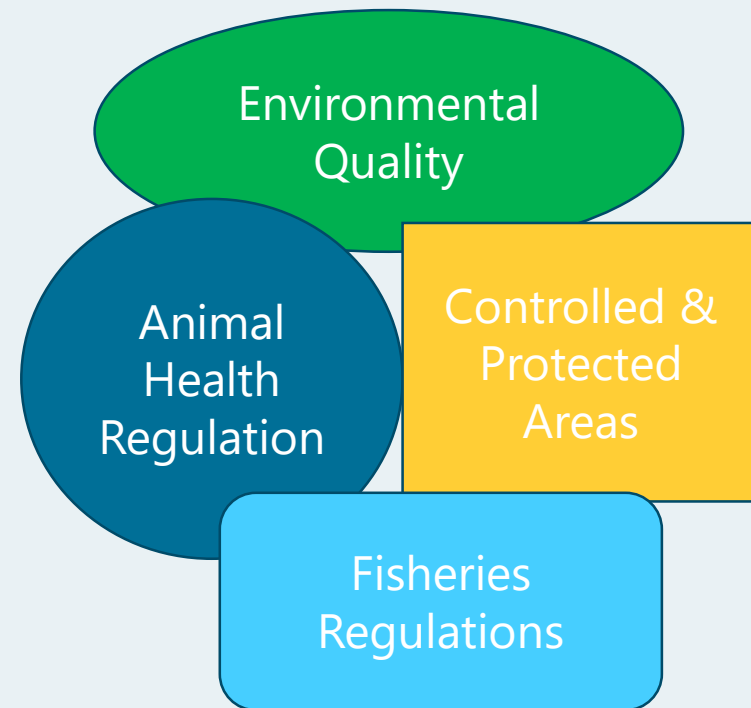 Environmental
Quality
Animal
Health
Regulation
Controlled &
Protected
Areas
Fisheries
Regulations